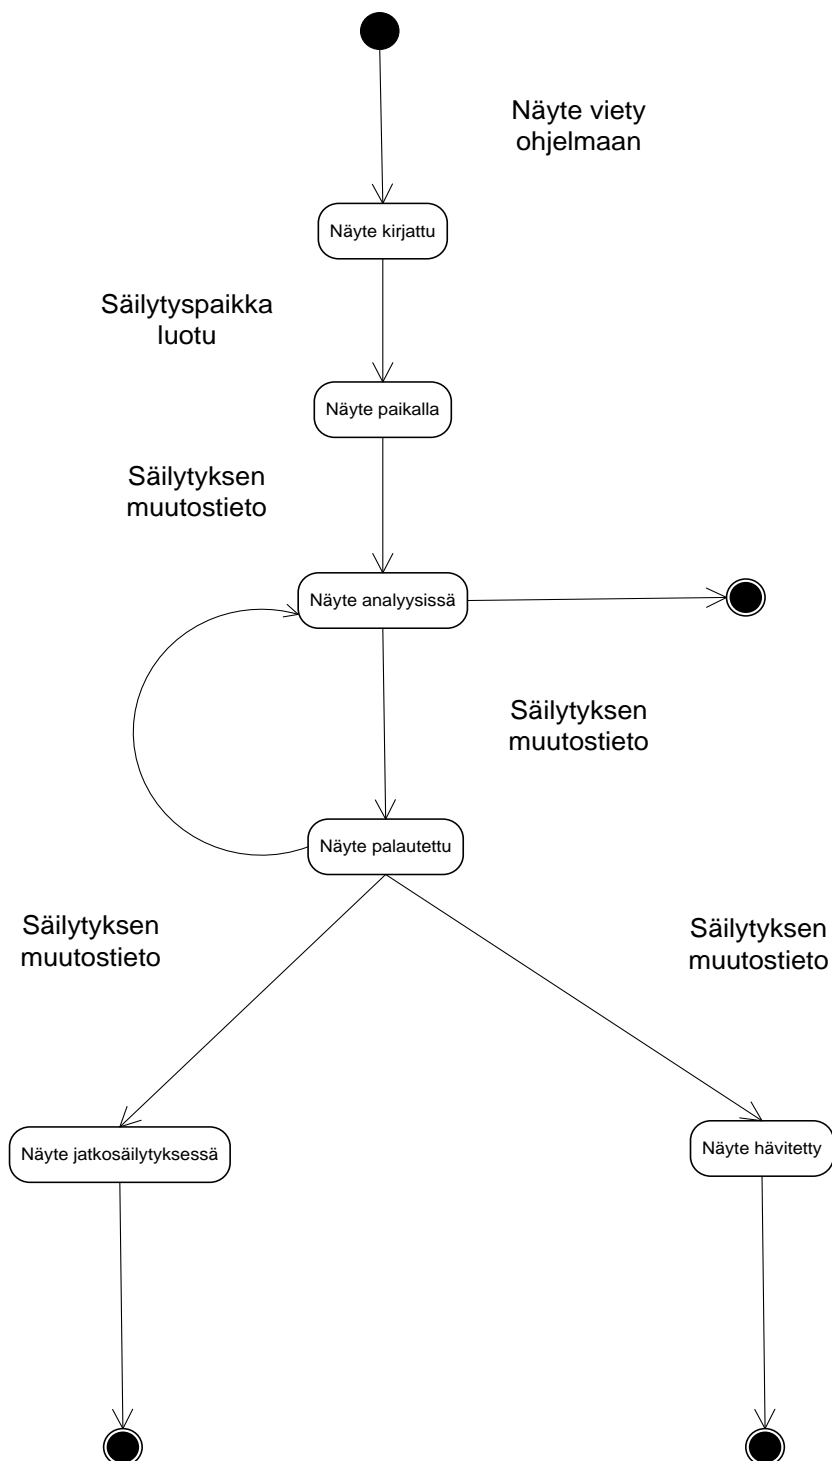 Näyte viety
ohjelmaan
Näyte kirjattu
Säilytyspaikka
luotu
Näyte paikalla
Säilytyksen
muutostieto
Näyte analyysissä
Säilytyksen
muutostieto
Näyte palautettu
Säilytyksen
muutostieto
Säilytyksen
muutostieto
Näyte jatkosäilytyksessä
Näyte hävitetty